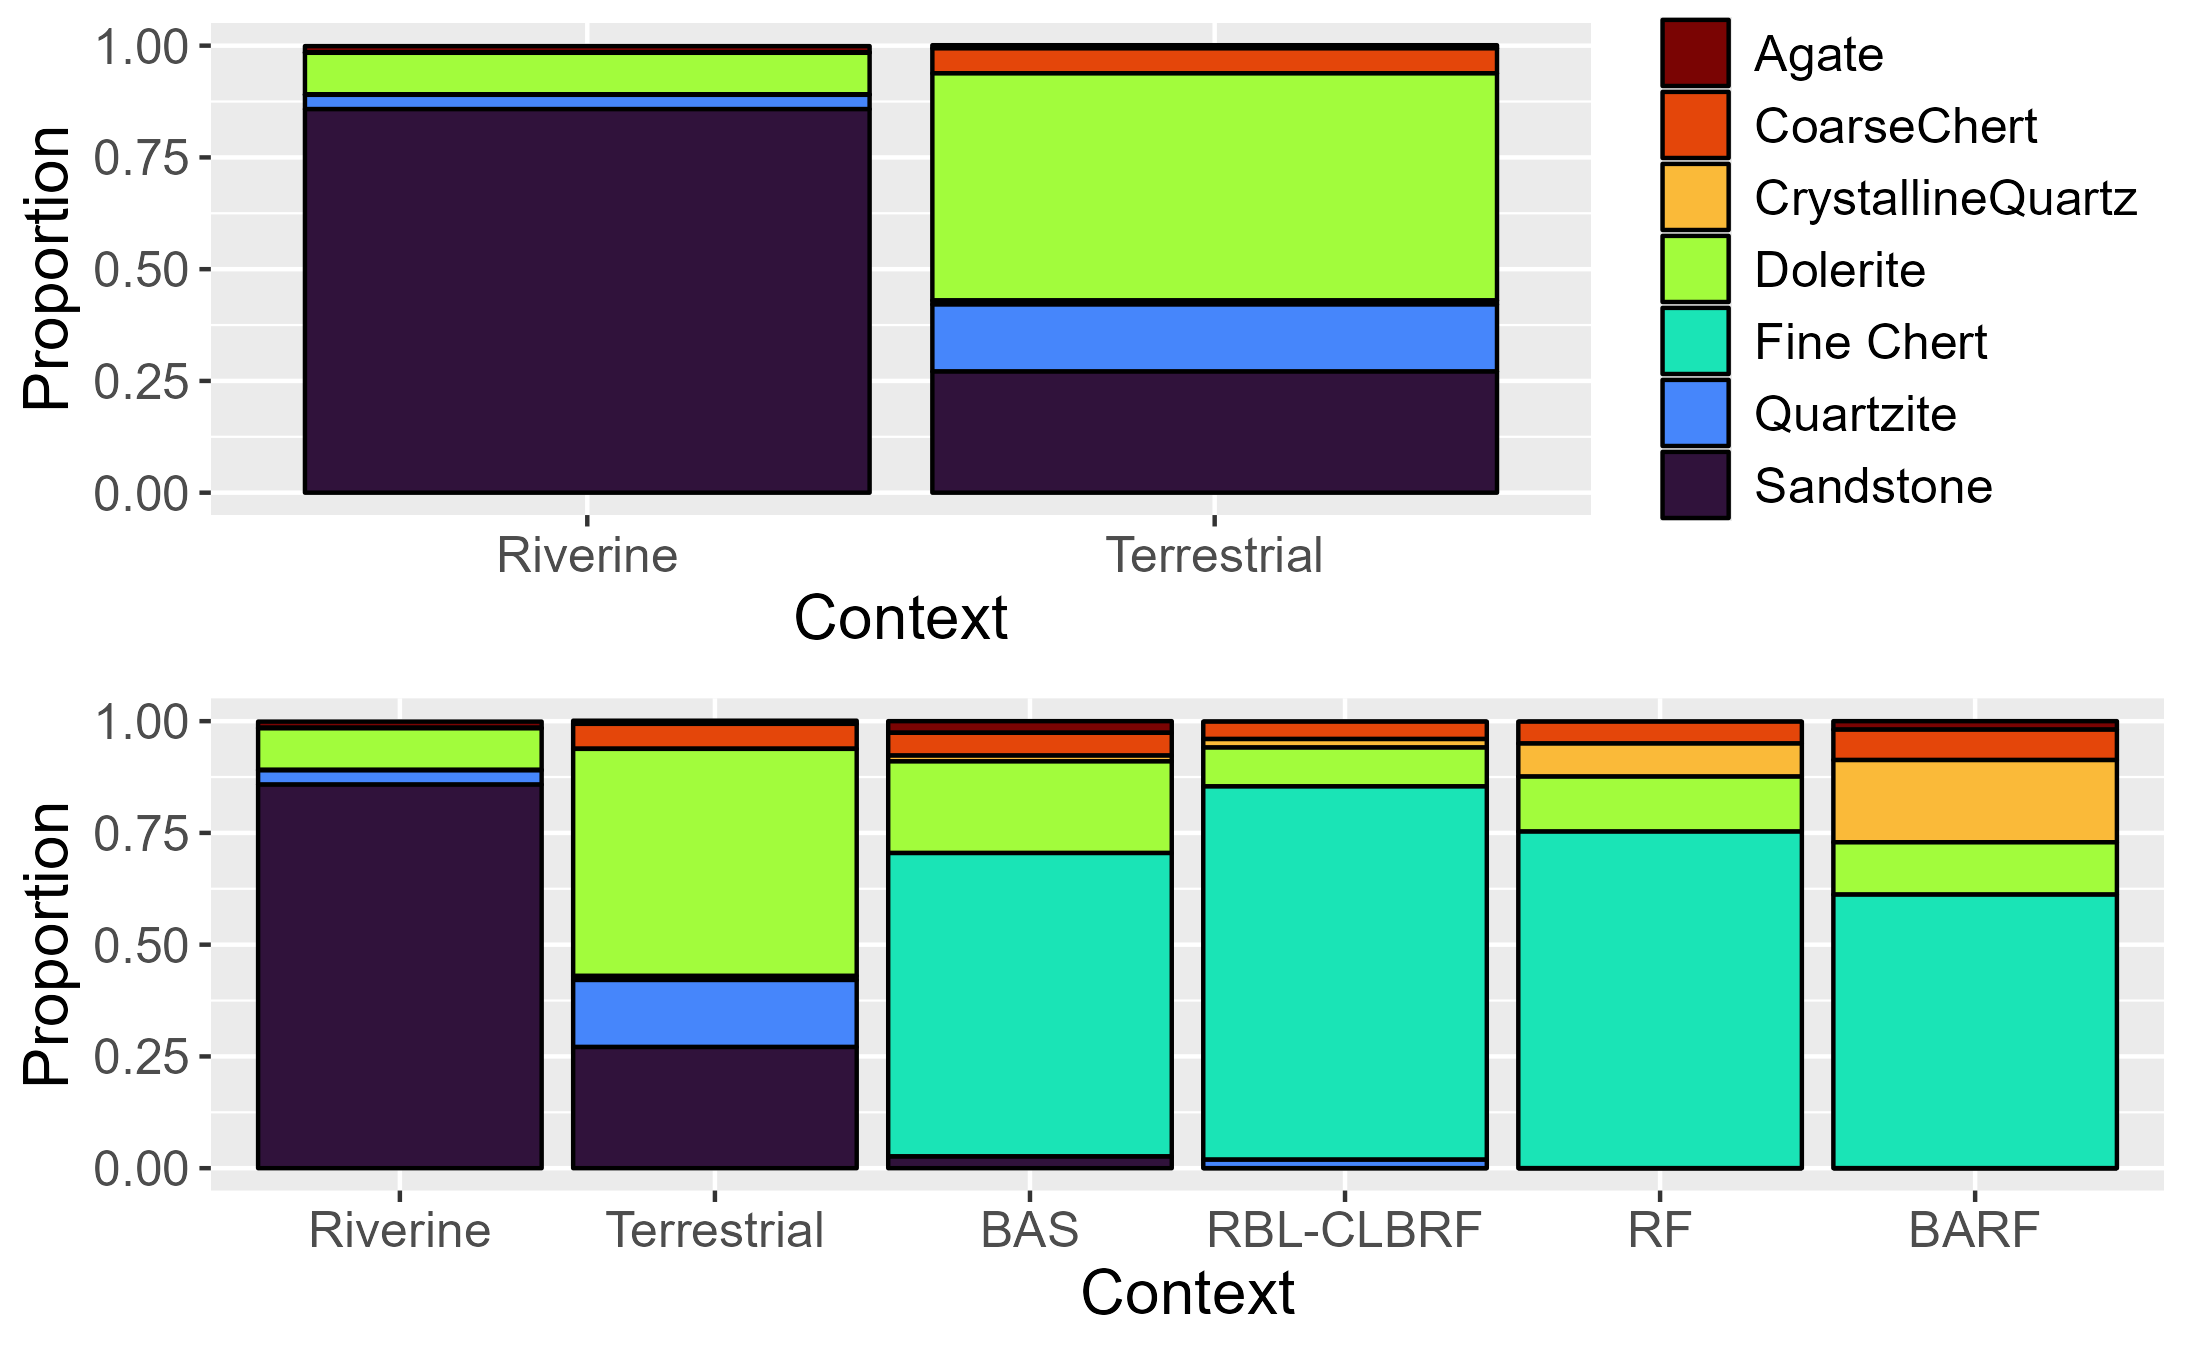 Proportion
1.00
0.75
0.50
0.25
0.00
Riverine Terrestrial
Context
Agate
CoarseChert
CrystallineQuartz
Dolerite
Fine Chert
Quartzite
Sandstone
Proportion
1.00
0.75
0.50
0.25
0.00
Riverine Terrestrial BAS RBL-CLBRF RF BARF
Context